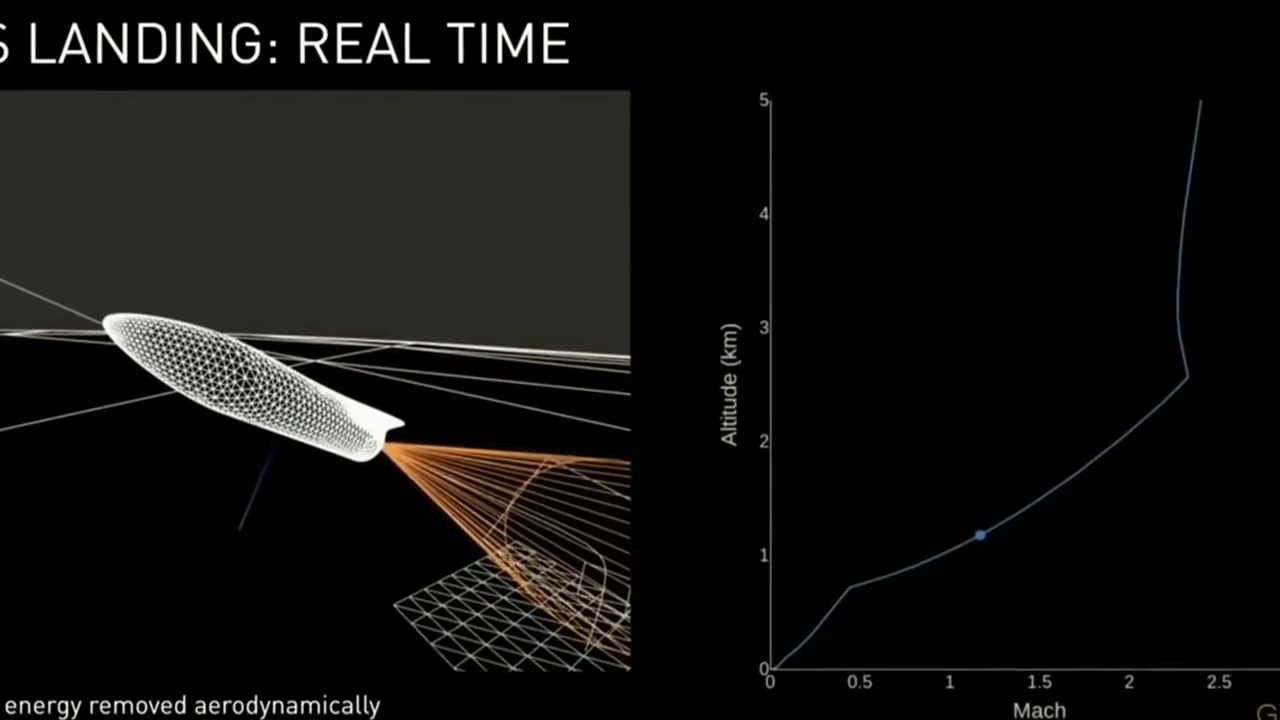 S LANDING: REAL TIME
5
4
3
2
1
0
Altitude (km)
0 0.5 1 1.5 2 2.5
Mach
energy removed aerodynamically
G